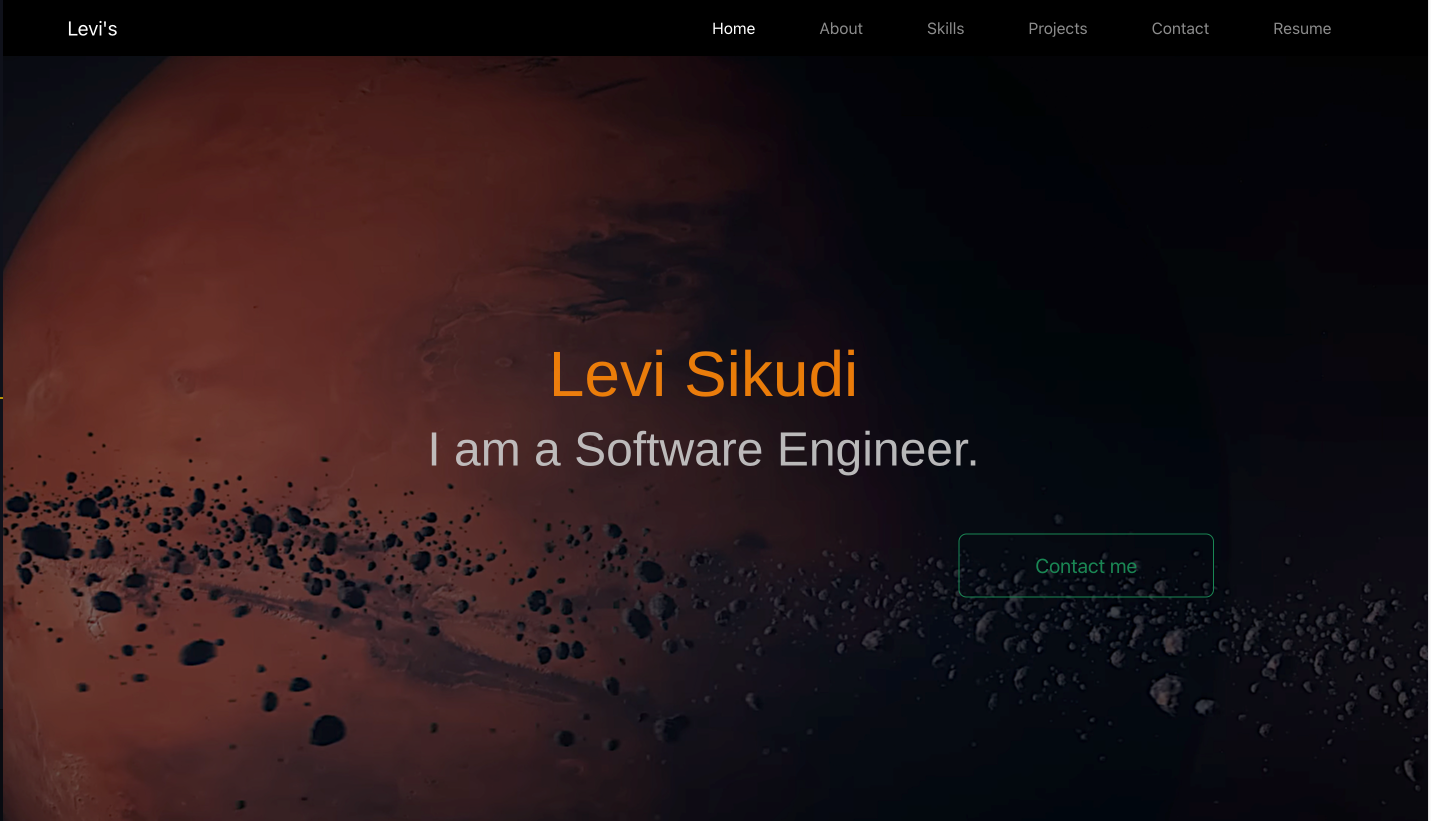 Levi's Home About Skills Projects Contact Resume
Levi Sikudi
I am a Software Engineer.
Contact me